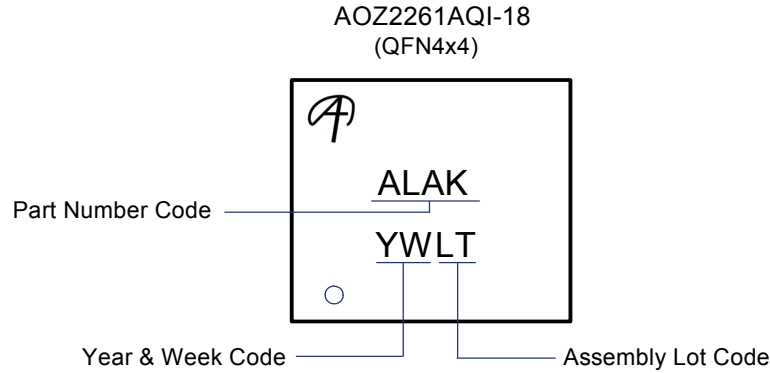 AOZ2261AQI-18
(QFN4x4)
ALAK
Part Number Code
YWLT
Year & Week Code
Assembly Lot Code